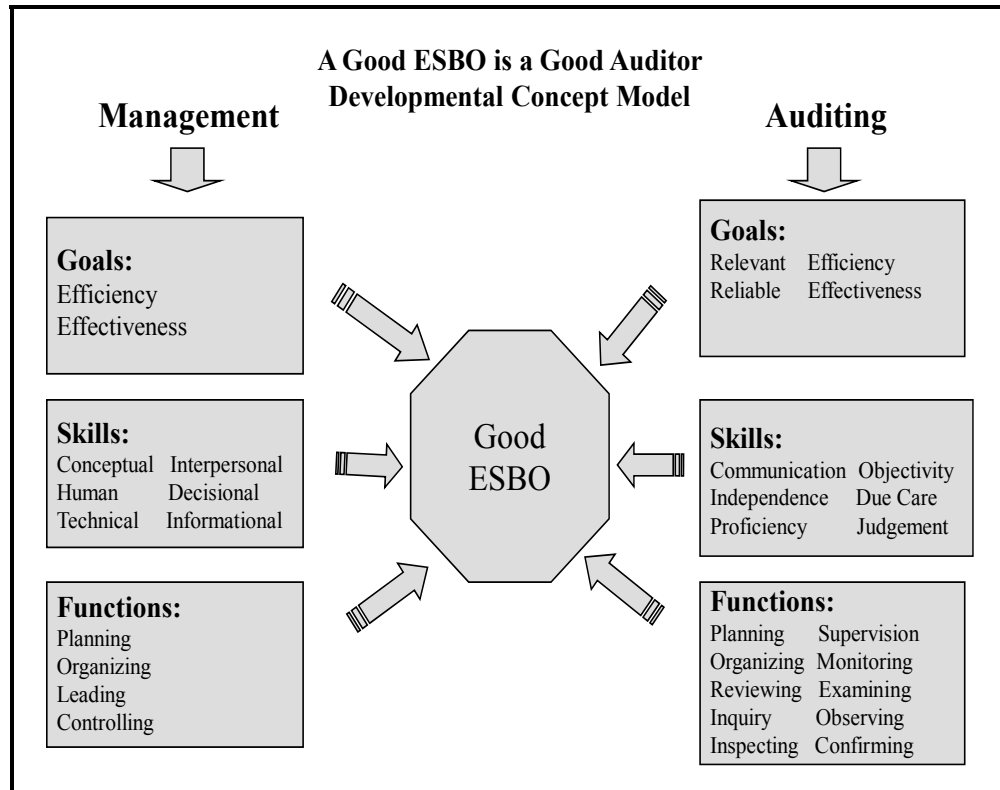 A Good ESBO is a Good Auditor
Developmental Concept Model
Management
Goals:
Efficiency
Effectiveness
Skills:
Conceptual Interpersonal
Human Decisional
Technical Informational
Functions:
Planning
Organizing
Leading
Controlling
Good
ESBO
Auditing
Goals:
Relevant Efficiency
Reliable Effectiveness
Skills:
Communication Objectivity
Independence Due Care
Proficiency Judgement
Functions:
Planning Supervision
Organizing Monitoring
Reviewing Examining
Inquiry Observing
Inspecting Confirming